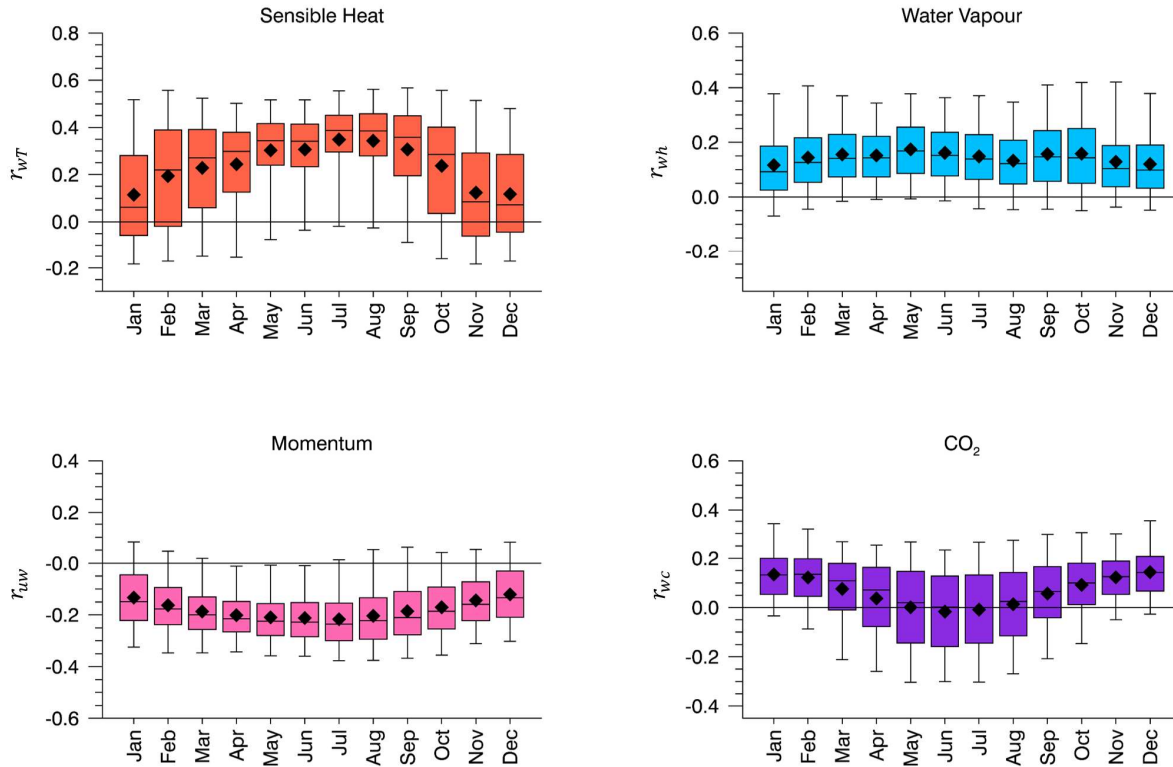 Sensible Heat
0.8
0.6
0.4
0.2
0.0
-0.2
r_wT
Jan Feb Mar Apr May Jun Jul Aug Sep Oct Nov Dec
Water Vapour
0.6
0.4
0.2
0.0
-0.2
r_wh
Jan Feb Mar Apr May Jun Jul Aug Sep Oct Nov Dec
Momentum
0.4
0.2
-0.0
-0.2
-0.4
-0.6
r_uw
Jan Feb Mar Apr May Jun Jul Aug Sep Oct Nov Dec
CO₂
0.6
0.4
0.2
0.0
-0.2
-0.4
r_wc
Jan Feb Mar Apr May Jun Jul Aug Sep Oct Nov Dec